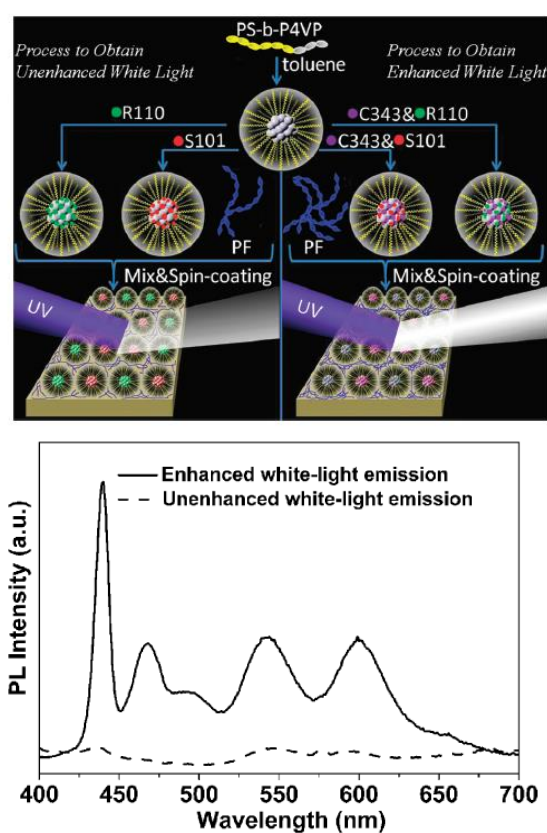 PS-b-P4VP
Process to Obtain
Unenhanced White Light
toluene
Process to Obtain
Enhanced White Light
R110
S101
C343&R110
C343&S101
PF
PF
Mix&Spin-coating
Mix&Spin-coating
UV
UV
Enhanced white-light emission
Unenhanced white-light emission
PL Intensity (a.u.)
400 450 500 550 600 650 700
Wavelength (nm)